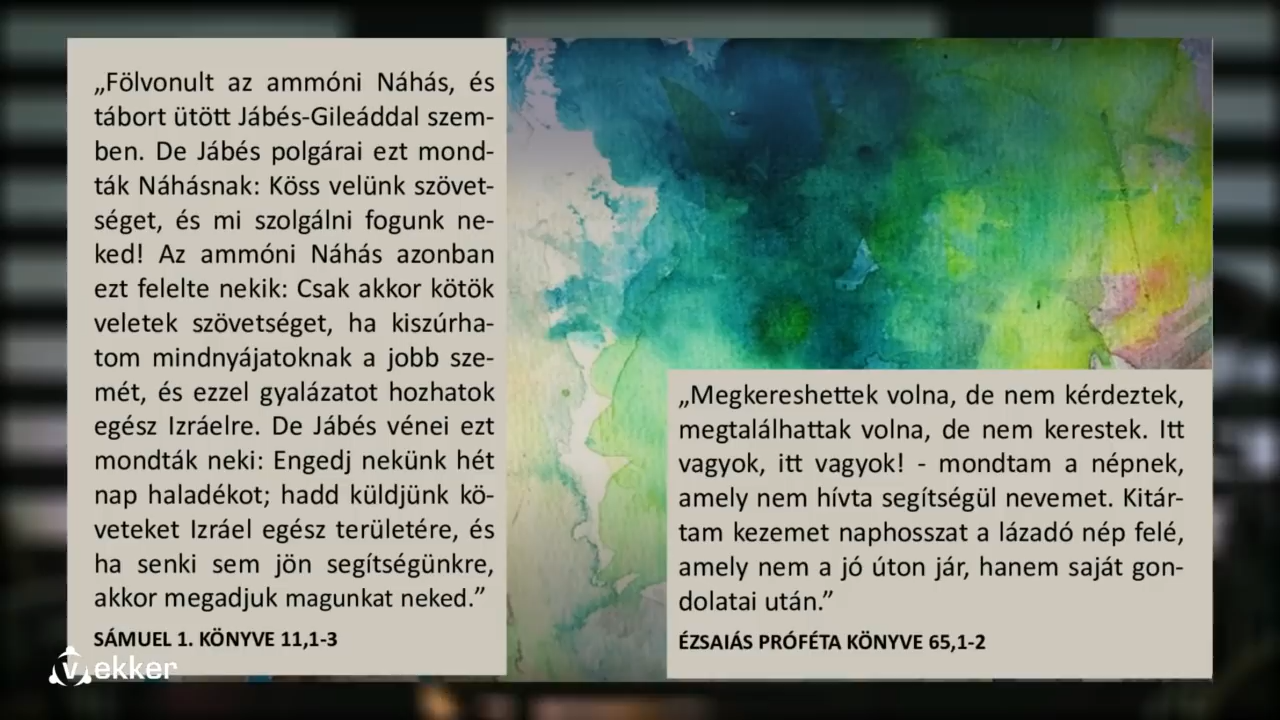 „Fölvonult az ammóni Náhás, és
tábort ütött Jábés-Gileáddal szem-
ben. De Jábés polgárai ezt mond-
ták Náhásnak: Köss velünk szövet-
séget, és mi szolgálni fogunk ne-
ked! Az ammóni Náhás azonban
ezt felelte nekik: Csak akkor kötök
veletek szövetséget, ha kiszúrha-
tom mindnyájatoknak a jobb sze-
mét, és ezzel gyalázatot hozhatok
egész Izráelre. De Jábés vénei ezt
mondták neki: Engedj nekünk hét
nap haladékot; hadd küldjünk kö-
veteket Izráel egész területére, és
ha senki sem jön segítségünkre,
akkor megadjuk magunkat neked.”
SÁMUEL 1. KÖNYVE 11,1-3
„Megkereshettek volna, de nem kérdeztek,
megtalálhattak volna, de nem kerestek. Itt
vagyok, itt vagyok! - mondtam a népnek,
amely nem hívta segítségül nevemet. Kitár-
tam kezemet naphosszat a lázadó nép felé,
amely nem a jó úton jár, hanem saját gon-
dolatai után.”
ÉZSAIÁS PRÓFÉTA KÖNYVE 65,1-2
vekker